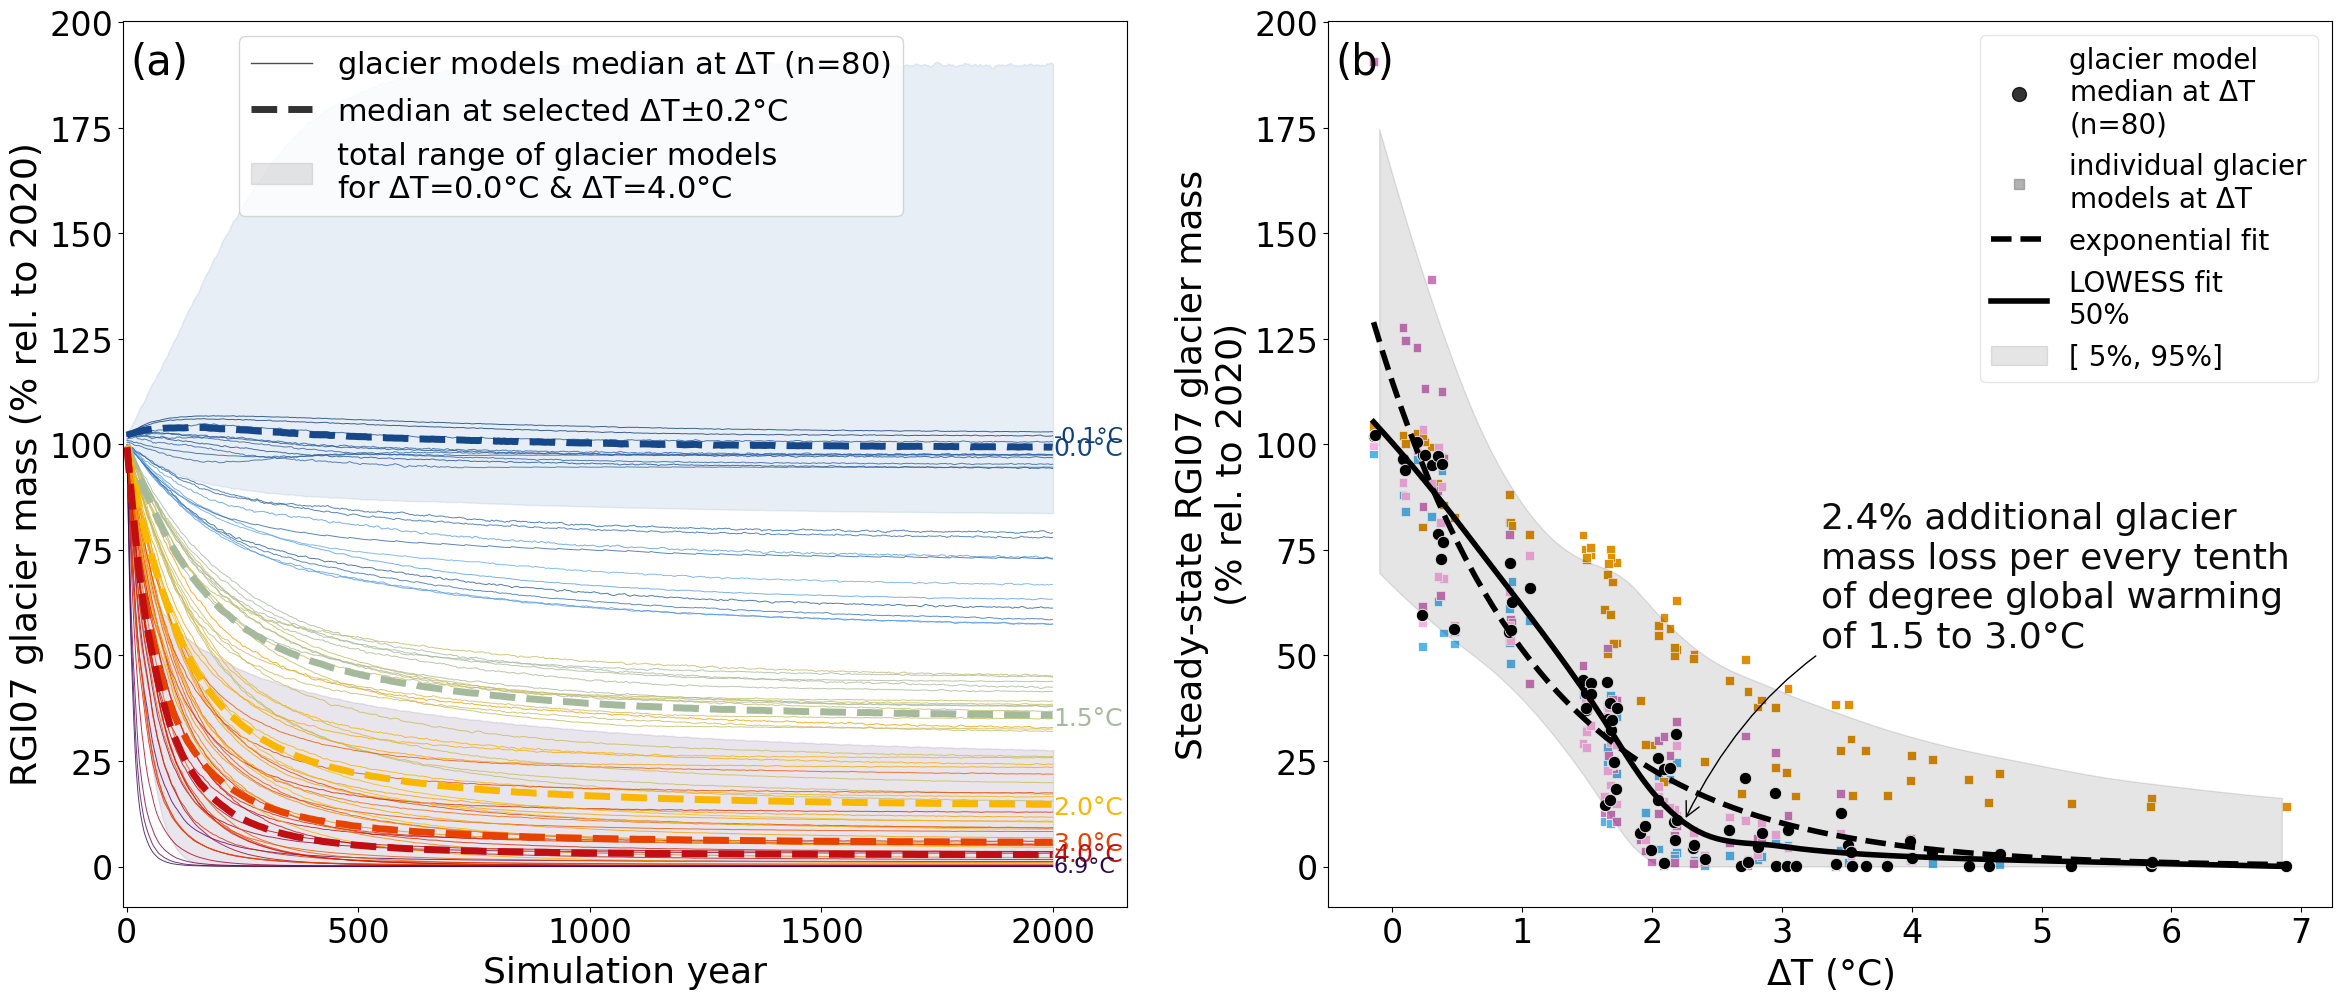 (a)
glacier models median at ΔT (n=80)
median at selected ΔT±0.2°C
total range of glacier models
for ΔT=0.0°C & ΔT=4.0°C
RGI07 glacier mass (% rel. to 2020)
200
175
150
125
100
75
50
25
0
-0.1°C
0.0°C
1.5°C
2.0°C
3.0°C
4.0°C
6.9°C
0 500 1000 1500 2000
Simulation year
(b)
glacier model
median at ΔT
(n=80)
individual glacier
models at ΔT
exponential fit
LOWESS fit
50%
[ 5%, 95%]
Steady-state RGI07 glacier mass
(% rel. to 2020)
200
175
150
125
100
75
50
25
0
2.4% additional glacier
mass loss per every tenth
of degree global warming
of 1.5 to 3.0°C
0 1 2 3 4 5 6 7
ΔT (°C)